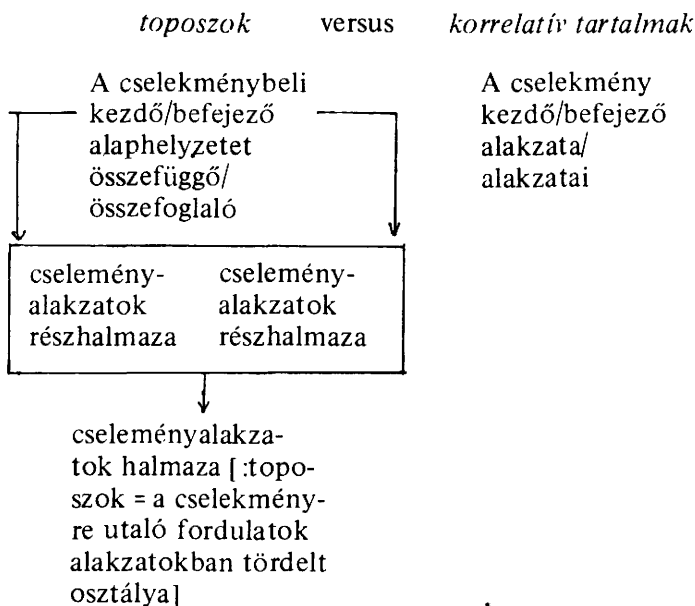 toposzok versus korrelatív tartalmak
A cselekménybeli
kezdő/befejező
alaphelyzetet
összefüggő/
összefoglaló
A cselekmény
kezdő/befejező
alakzata/
alakzatai
cselemény-
alakzatok
részhalmaza
cselemény-
alakzatok
részhalmaza
cseleményalakza-
tok halmaza [:topo-
szok = a cselekmény-
re utaló fordulatok
alakzatokban tördelt
osztálya]